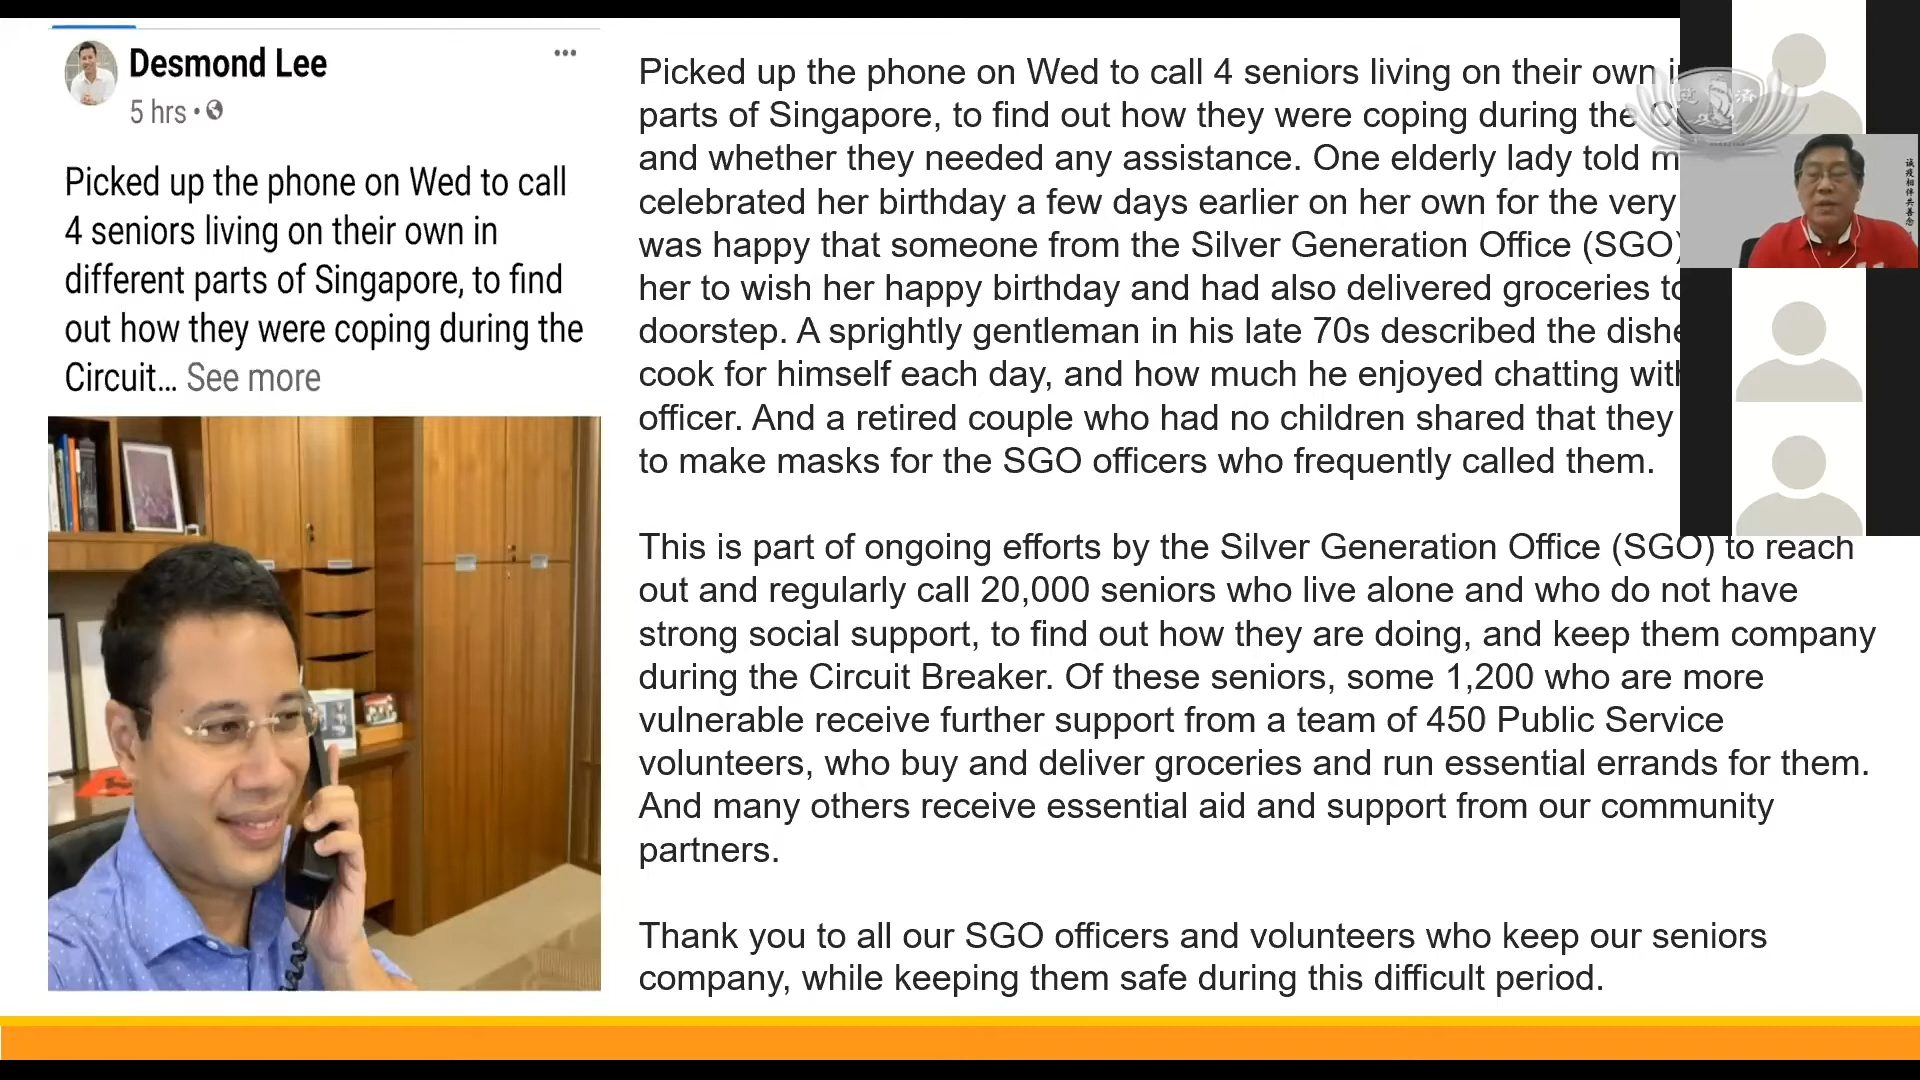 Desmond Lee
5 hrs •
Picked up the phone on Wed to call
4 seniors living on their own in
different parts of Singapore, to find
out how they were coping during the
Circuit... See more
Picked up the phone on Wed to call 4 seniors living on their own
parts of Singapore, to find out how they were coping during the
and whether they needed any assistance. One elderly lady told
celebrated her birthday a few days earlier on her own for the very
was happy that someone from the Silver Generation Office (SGO)
her to wish her happy birthday and had also delivered groceries
doorstep. A sprightly gentleman in his late 70s described the
cook for himself each day, and how much he enjoyed chatting
officer. And a retired couple who had no children shared that they
to make masks for the SGO officers who frequently called them.
This is part of ongoing efforts by the Silver Generation Office (SGO) to reach
out and regularly call 20,000 seniors who live alone and who do not have
strong social support, to find out how they are doing, and keep them company
during the Circuit Breaker. Of these seniors, some 1,200 who are more
vulnerable receive further support from a team of 450 Public Service
volunteers, who buy and deliver groceries and run essential errands for them.
And many others receive essential aid and support from our community
partners.
Thank you to all our SGO officers and volunteers who keep our seniors
company, while keeping them safe during this difficult period.
慈濟
誠疫相伴共善念